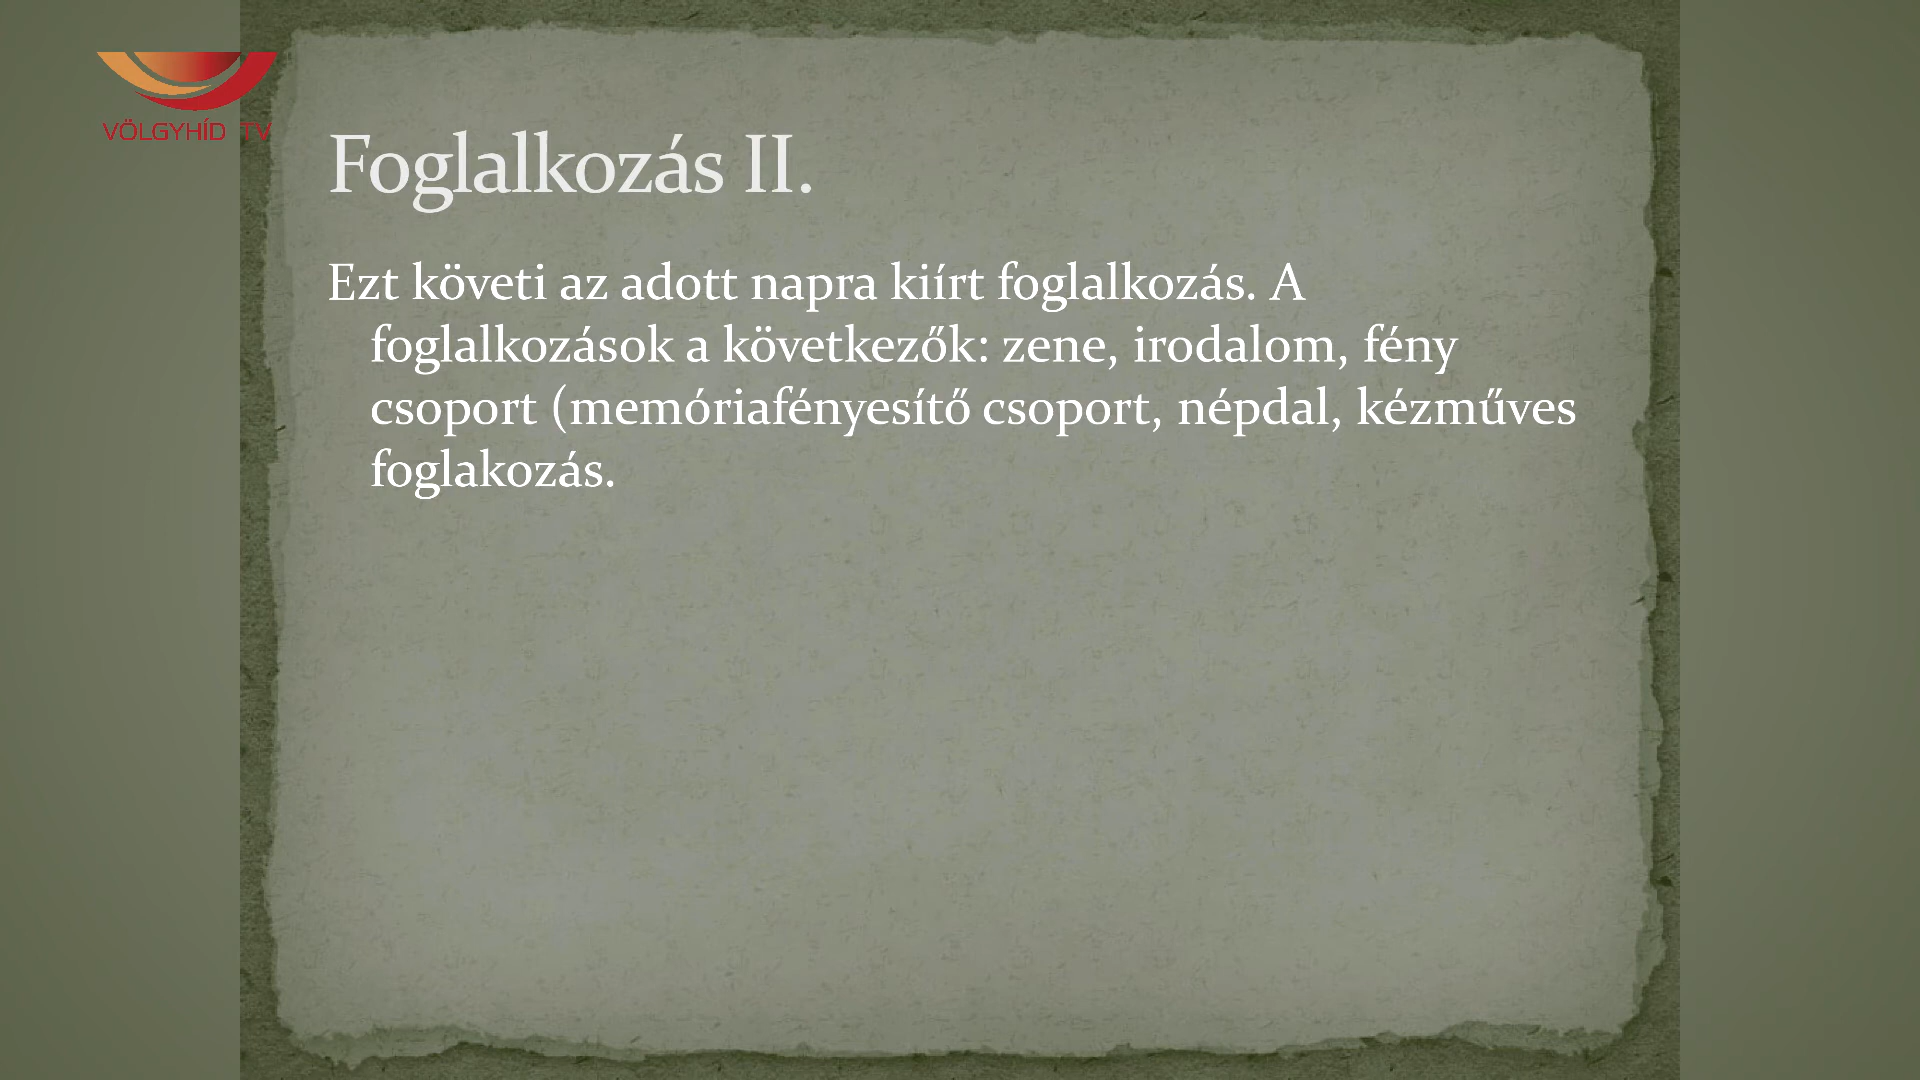 VÖLGYHÍD TV
Foglalkozás II.
Ezt követi az adott napra kiírt foglalkozás. A
foglalkozások a következők: zene, irodalom, fény
csoport (memóriafényesítő csoport, népdal, kézműves
foglakozás.